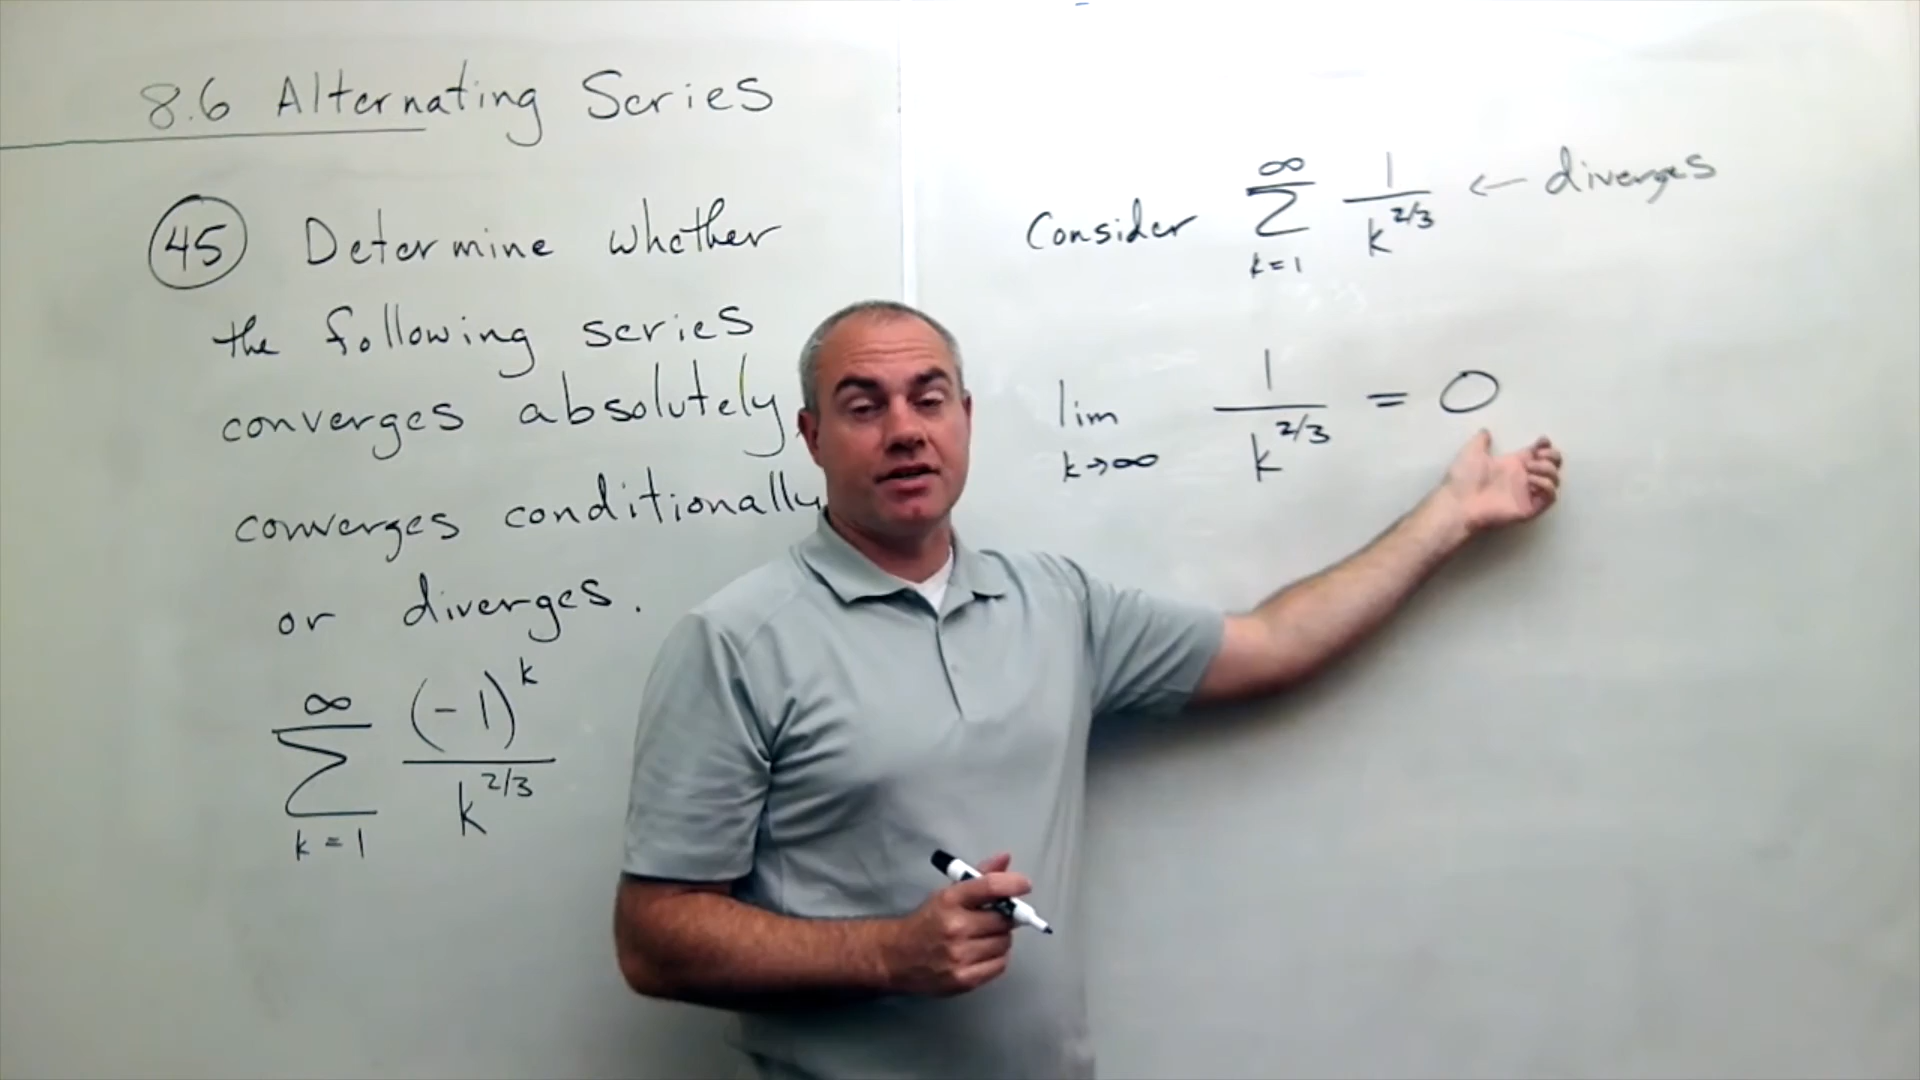 8.6 Alternating Series
45 Determine whether
the following series
converges absolutely,
converges conditionally
or diverges.
∞ (-1)^k
Σ ———
k=1 k^2/3
Consider ∞ Σ k=1 1/k^2/3 ← diverges
lim k→∞ 1/k^2/3 = 0